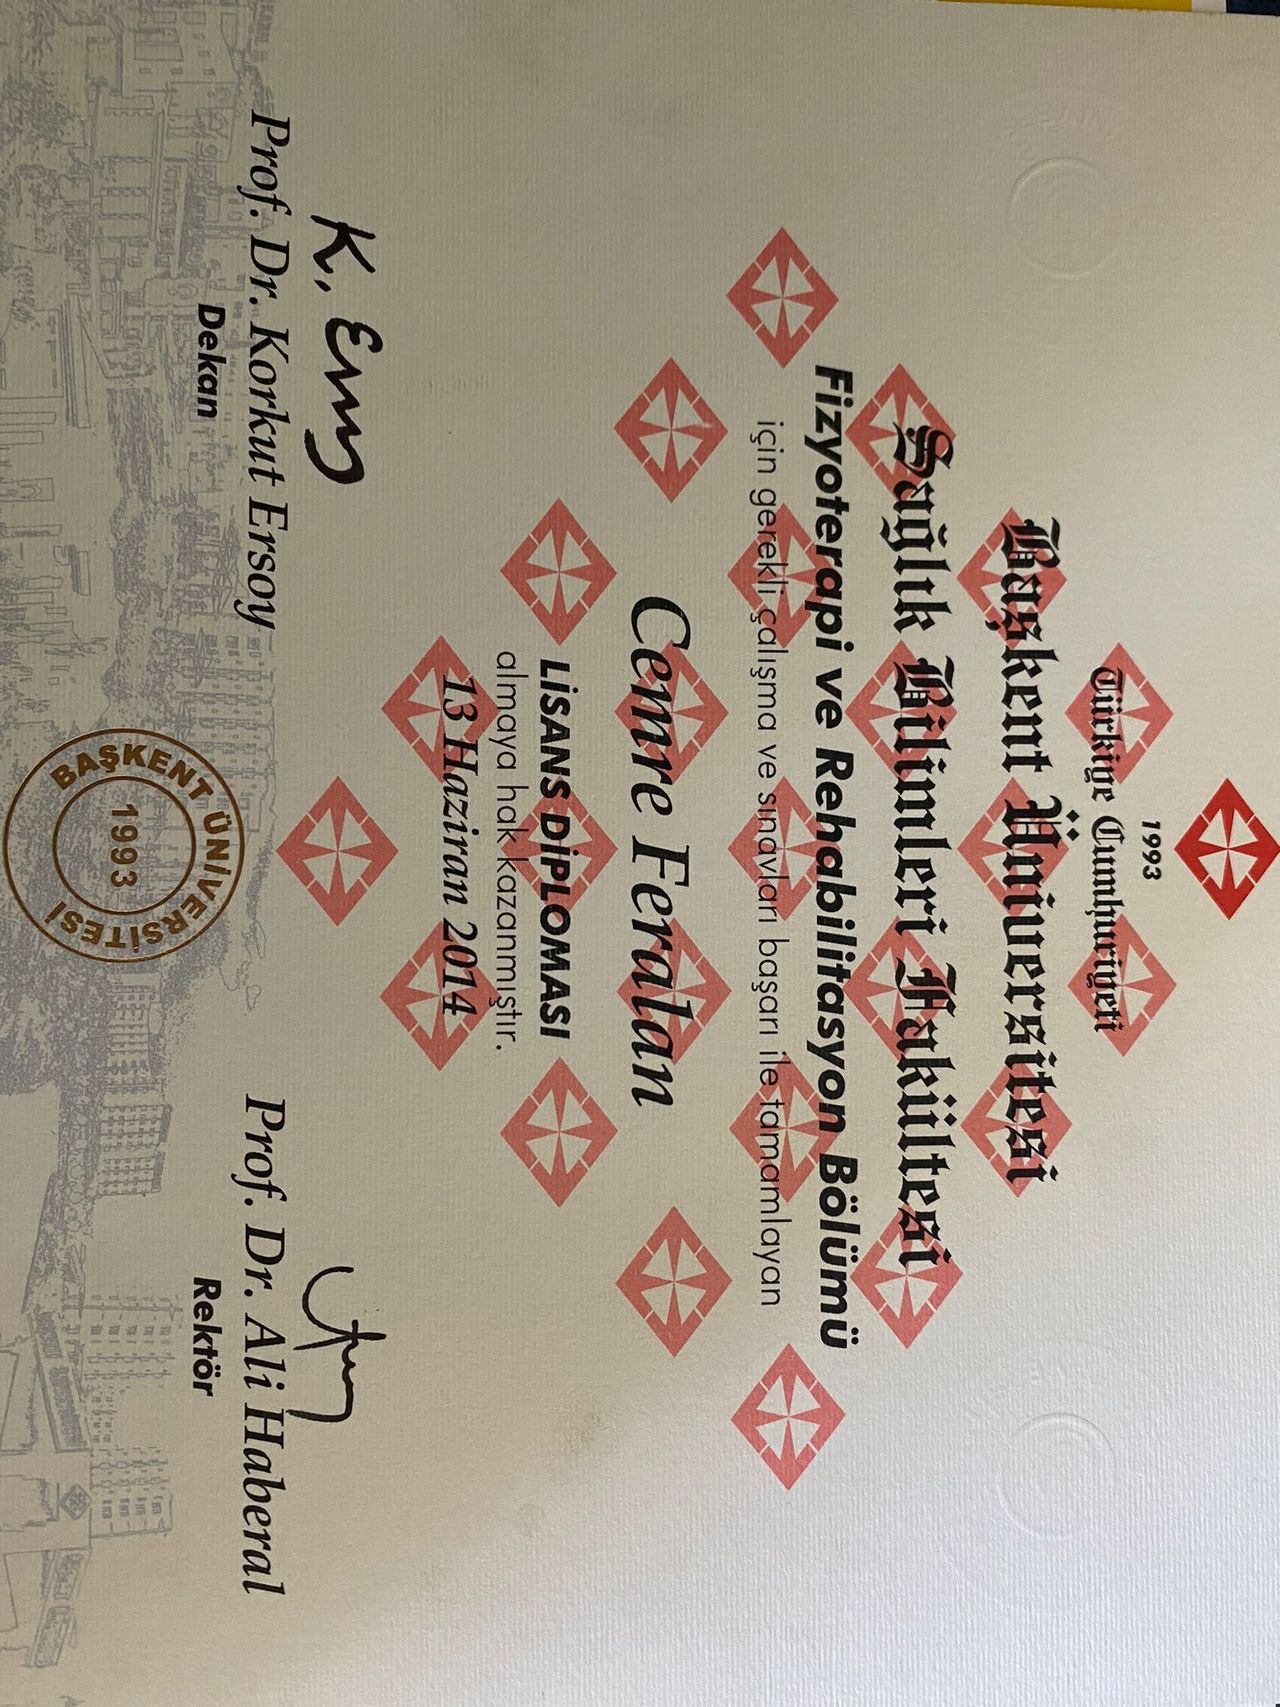 1993
Türkiye Cumhuriyeti
Başkent Üniversitesi
Sağlık Bilimleri Fakültesi
Fizyoterapi ve Rehabilitasyon Bölümü
için gerekli çalışma ve sınavları başarı ile tamamlayan
Cemre Feralan
LİSANS DİPLOMASI
almaya hak kazanmıştır.
13 Haziran 2014
K. Ersoy
Prof. Dr. Korkut Ersoy
Dekan
Prof. Dr. Ali Haberal
Rektör
BAŞKENT ÜNİVERSİTESİ
1993